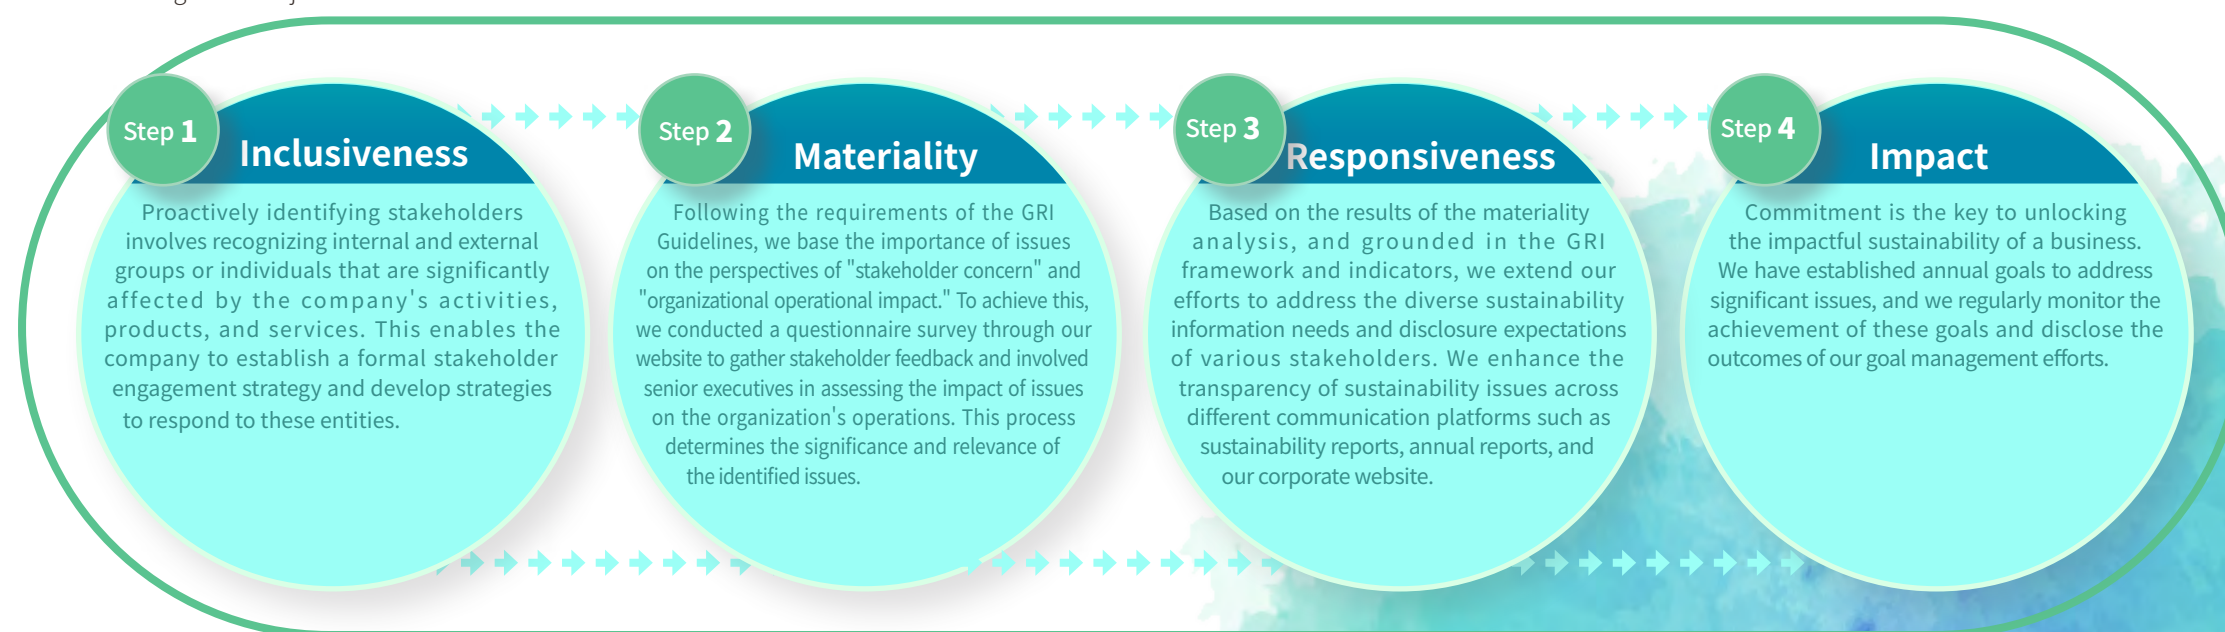 Step 1
Inclusiveness
Proactively identifying stakeholders
involves recognizing internal and external
groups or individuals that are significantly
affected by the company's activities,
products, and services. This enables the
company to establish a formal stakeholder
engagement strategy and develop strategies
to respond to these entities.
Step 2
Materiality
Following the requirements of the GRI
Guidelines, we base the importance of issues
on the perspectives of "stakeholder concern" and
"organizational operational impact." To achieve this,
we conducted a questionnaire survey through our
website to gather stakeholder feedback and involved
senior executives in assessing the impact of issues
on the organization's operations. This process
determines the significance and relevance of
the identified issues.
Step 3
Responsiveness
Based on the results of the materiality
analysis, and grounded in the GRI
framework and indicators, we extend our
efforts to address the diverse sustainability
information needs and disclosure expectations
of various stakeholders. We enhance the
transparency of sustainability issues across
different communication platforms such as
sustainability reports, annual reports, and
our corporate website.
Step 4
Impact
Commitment is the key to unlocking
the impactful sustainability of a business.
We have established annual goals to address
significant issues, and we regularly monitor the
achievement of these goals and disclose the
outcomes of our goal management efforts.